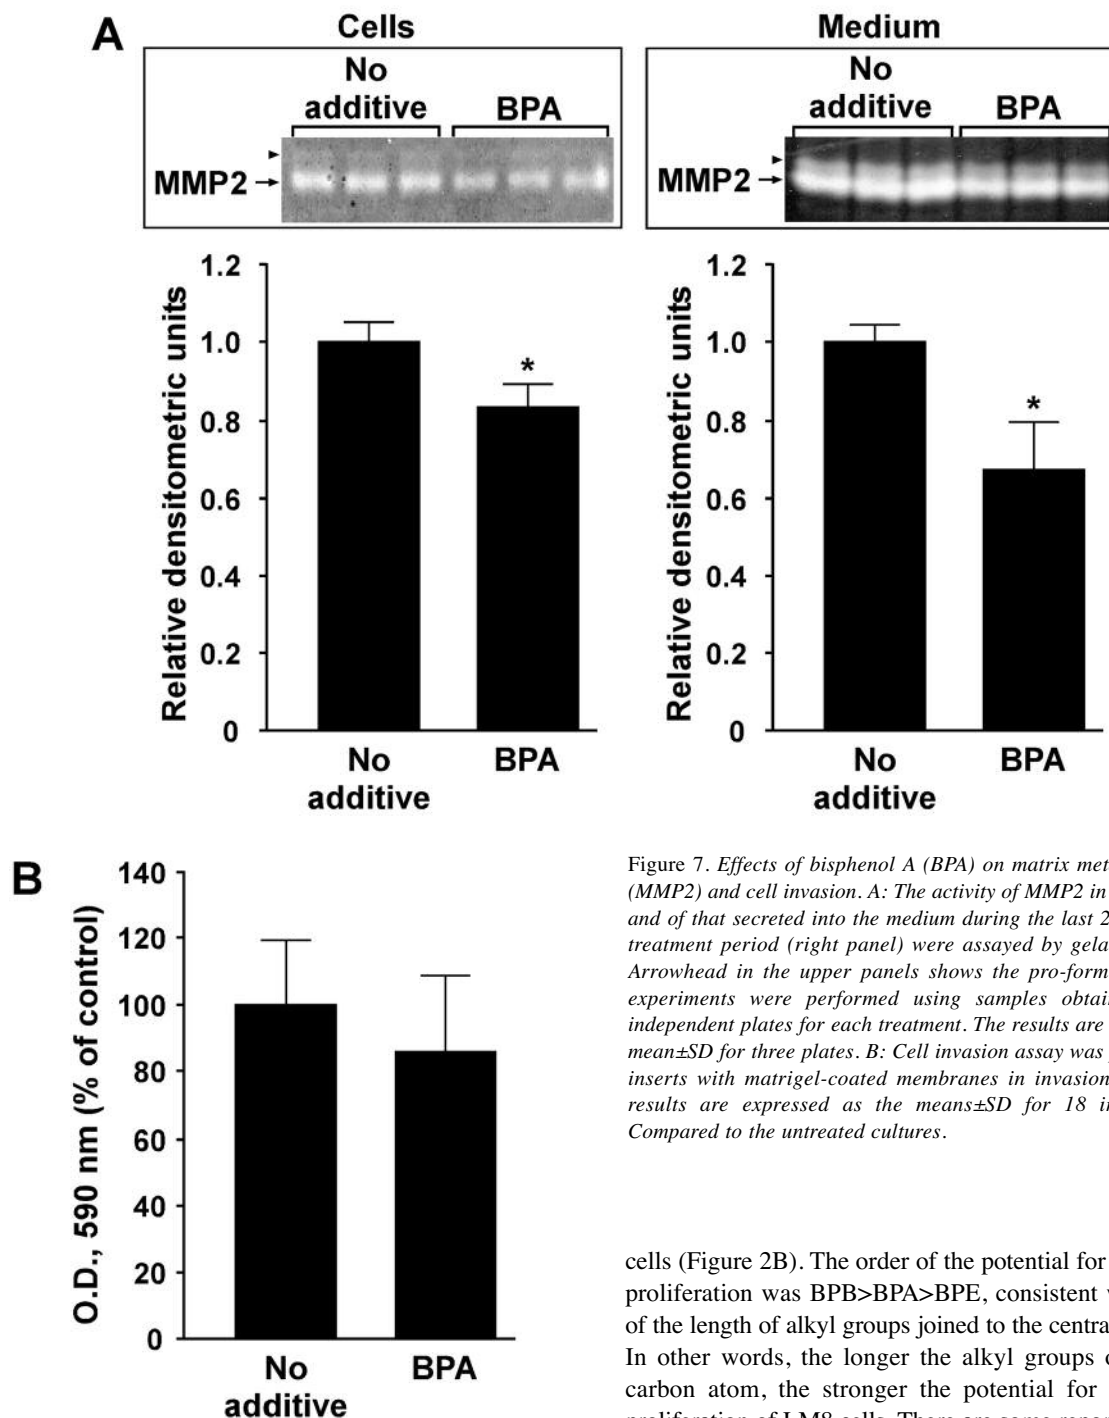 A
Cells
No
additive
BPA
MMP2
Relative densitometric units
1.2
1.0
0.8
0.6
0.4
0.2
0
No
additive
BPA
Medium
No
additive
BPA
MMP2
Relative densitometric units
1.2
1.0
0.8
0.6
0.4
0.2
0
No
additive
BPA
*
*
B
O.D., 590 nm (% of control)
140
120
100
80
60
40
20
0
No
additive
BPA
Figure 7. Effects of bisphenol A (BPA) on matrix
(MMP2) and cell invasion. A: The activity of MMP2 in
and of that secreted into the medium during the last
treatment period (right panel) were assayed by
Arrowhead in the upper panels shows the pro-form
experiments were performed using samples
independent plates for each treatment. The results are
mean±SD for three plates. B: Cell invasion assay was
inserts with matrigel-coated membranes in invasion
results are expressed as the means±SD for 18
Compared to the untreated cultures.
cells (Figure 2B). The order of the potential for
proliferation was BPB>BPA>BPE, consistent
of the length of alkyl groups joined to the central
In other words, the longer the alkyl groups
carbon atom, the stronger the potential for
proliferation of LM8 cells. There are some